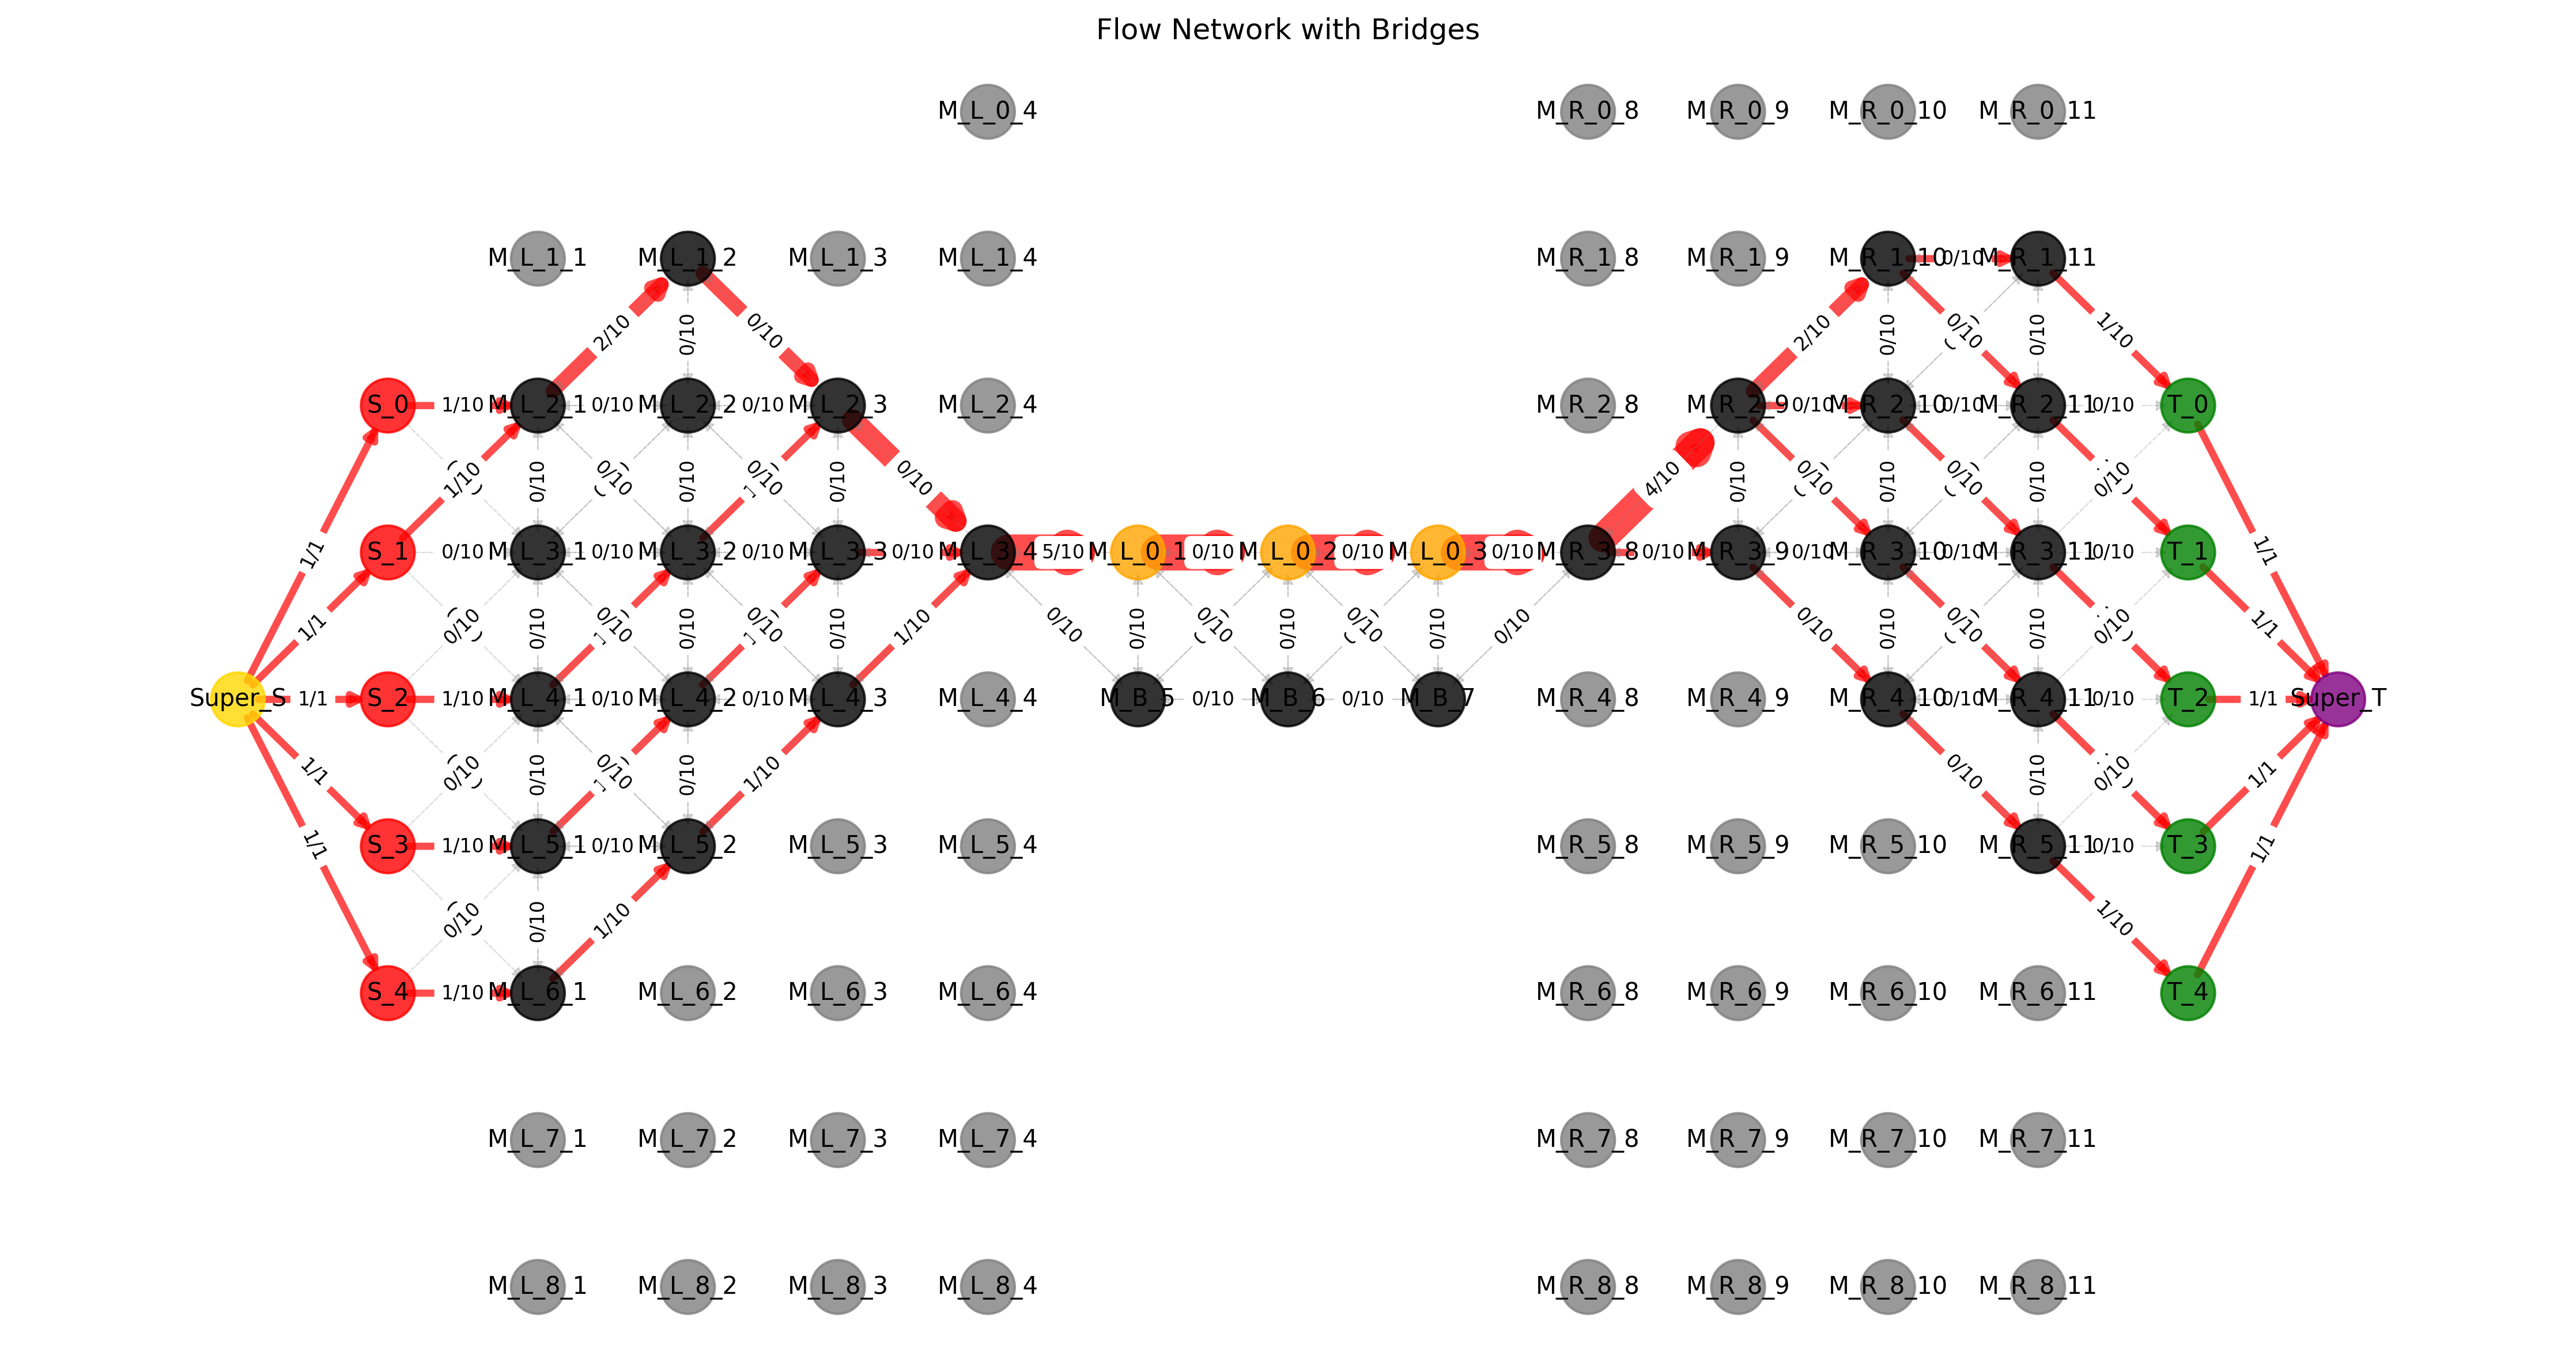 Flow Network with Bridges
M_L_0_4 M_R_0_8 M_R_0_9 M_R_0_10 M_R_0_11
M_L_1_1 M_L_1_2 M_L_1_3 M_L_1_4 M_R_1_8 M_R_1_9 M_R_1_10 0/10 M_R_1_11
2/10 0/10 0/10 2/10 0/10 0/10 0/10 1/10
S_0 1/10 M_L_2_1 0/10 M_L_2_2 0/10 M_L_2_3 M_L_2_4 M_R_2_8 M_R_2_9 0/10 M_R_2_10 0/10 M_R_2_11 0/10 T_0
1/10 0/10 0/10 0/10 0/10 0/10 0/10 4/10 0/10 0/10 0/10 0/10 0/10 0/10
1/1 1/1
S_1 0/10 M_L_3_1 0/10 M_L_3_2 0/10 M_L_3_3 0/10 M_L_3_4 5/10 M_L_0_1 0/10 M_L_0_2 0/10 M_L_0_3 0/10 M_R_3_8 0/10 M_R_3_9 0/10 M_R_3_10 0/10 M_R_3_11 0/10 T_1
1/1 0/10 0/10 0/10 0/10 0/10 0/10 1/10 0/10 0/10 0/10 0/10 0/10 0/10 0/10 0/10 0/10 0/10 0/10 0/10 1/1
Super_S 1/1 S_2 1/10 M_L_4_1 0/10 M_L_4_2 0/10 M_L_4_3 M_L_4_4 M_B_5 0/10 M_B_6 0/10 M_B_7 M_R_4_8 M_R_4_9 M_R_4_10 0/10 M_R_4_11 0/10 T_2 1/1 Super_T
1/1 0/10 0/10 0/10 0/10 1/10 0/10 0/10 0/10 1/1
S_3 1/10 M_L_5_1 0/10 M_L_5_2 M_L_5_3 M_L_5_4 M_R_5_8 M_R_5_9 M_R_5_10 M_R_5_11 0/10 T_3
1/1 1/1
0/10 0/10 1/10 1/10
S_4 1/10 M_L_6_1 M_L_6_2 M_L_6_3 M_L_6_4 M_R_6_8 M_R_6_9 M_R_6_10 M_R_6_11 T_4
M_L_7_1 M_L_7_2 M_L_7_3 M_L_7_4 M_R_7_8 M_R_7_9 M_R_7_10 M_R_7_11
M_L_8_1 M_L_8_2 M_L_8_3 M_L_8_4 M_R_8_8 M_R_8_9 M_R_8_10 M_R_8_11